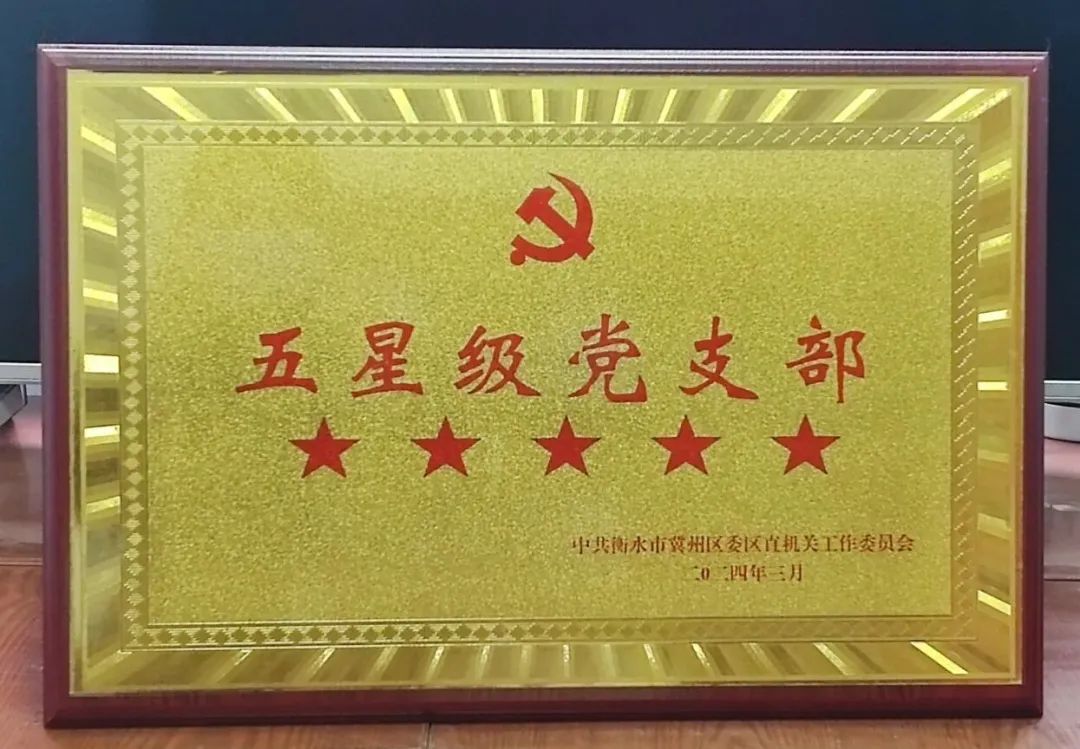 五星级党支部
中共衡水市冀州区委区直机关工作委员会
二0二四年三月